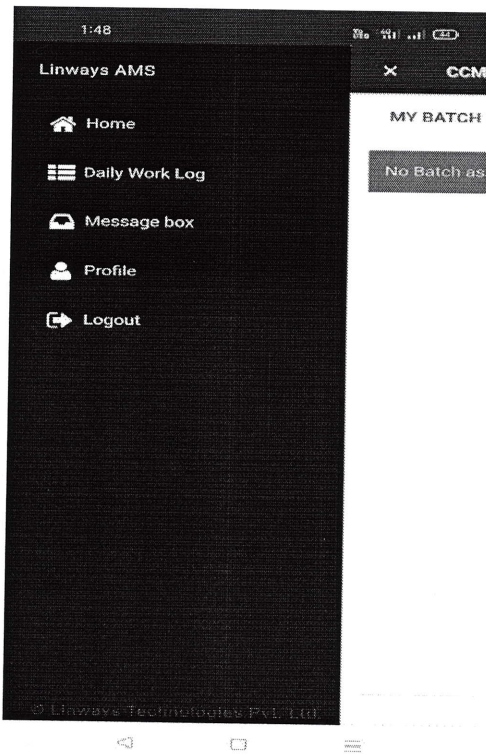 1:48
Linways AMS
Home
Daily Work Log
Message box
Profile
Logout
© Linways Technologies Pvt. Ltd.
× CCM
MY BATCH
No Batch as